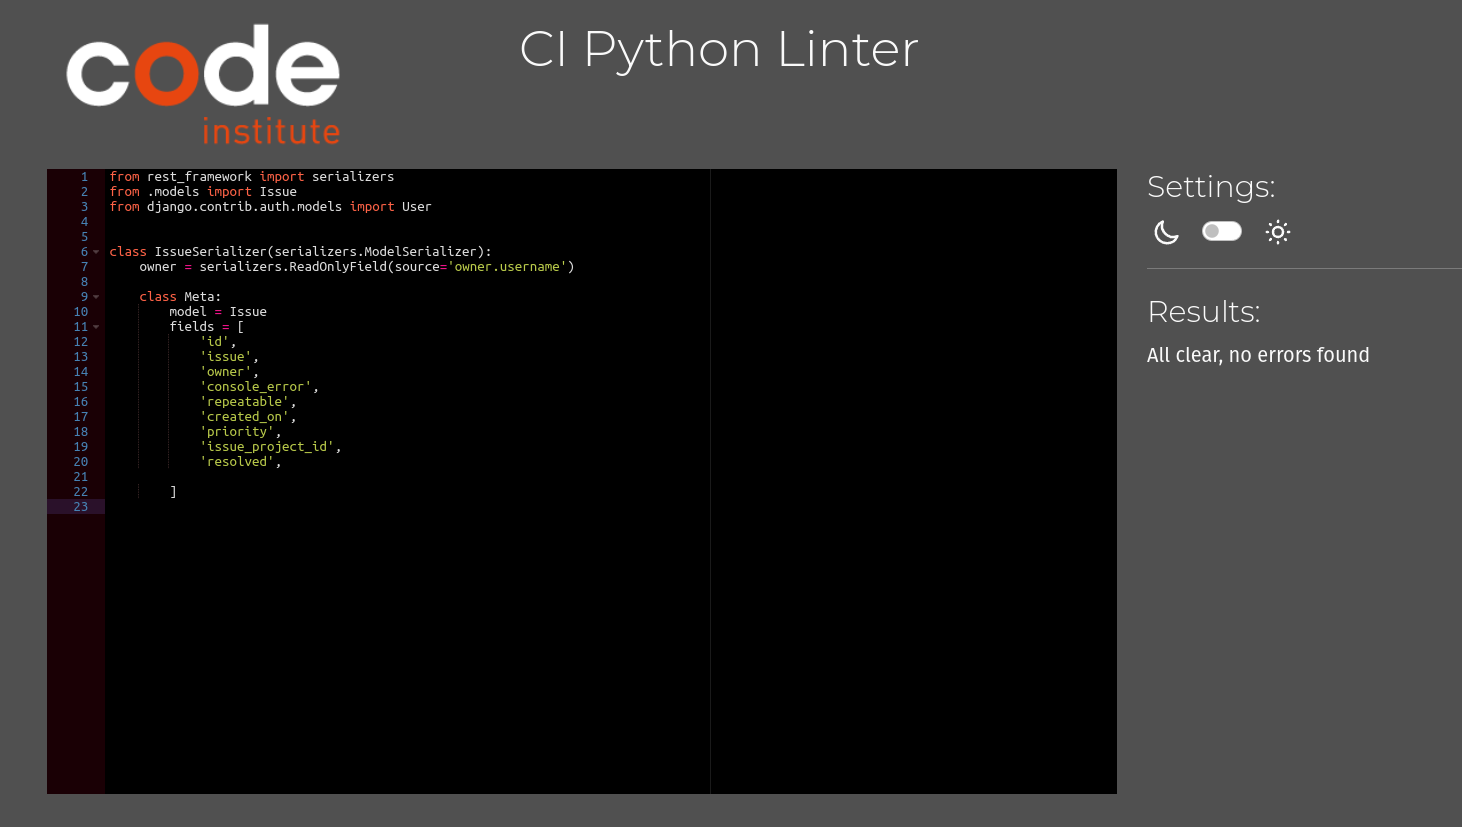 code
institute
CI Python Linter
1 from rest_framework import serializers
2 from .models import Issue
3 from django.contrib.auth.models import User
4
5
6 class IssueSerializer(serializers.ModelSerializer):
7     owner = serializers.ReadOnlyField(source='owner.username')
8
9     class Meta:
10         model = Issue
11         fields = [
12             'id',
13             'issue',
14             'owner',
15             'console_error',
16             'repeatable',
17             'created_on',
18             'priority',
19             'issue_project_id',
20             'resolved',
21
22         ]
23
Settings:
Results:
All clear, no errors found